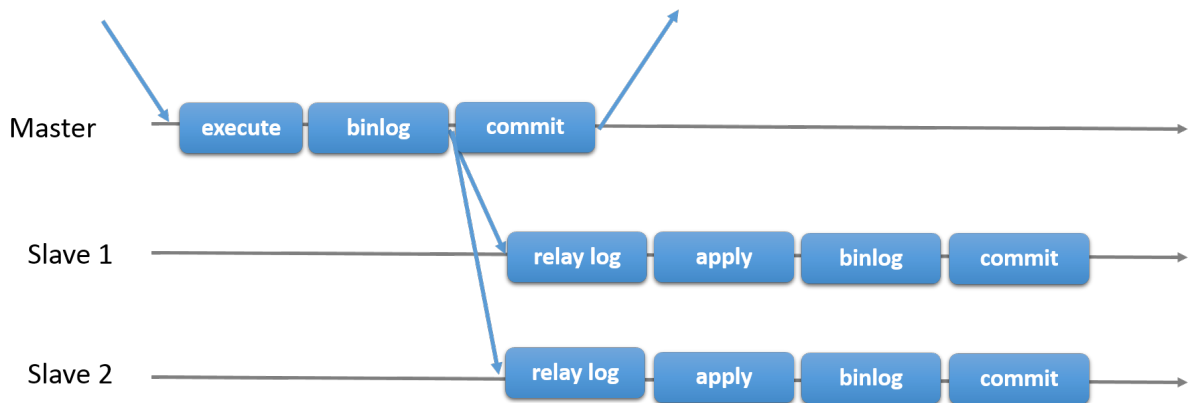 Master
execute
binlog
commit
Slave 1
relay log
apply
binlog
commit
Slave 2
relay log
apply
binlog
commit